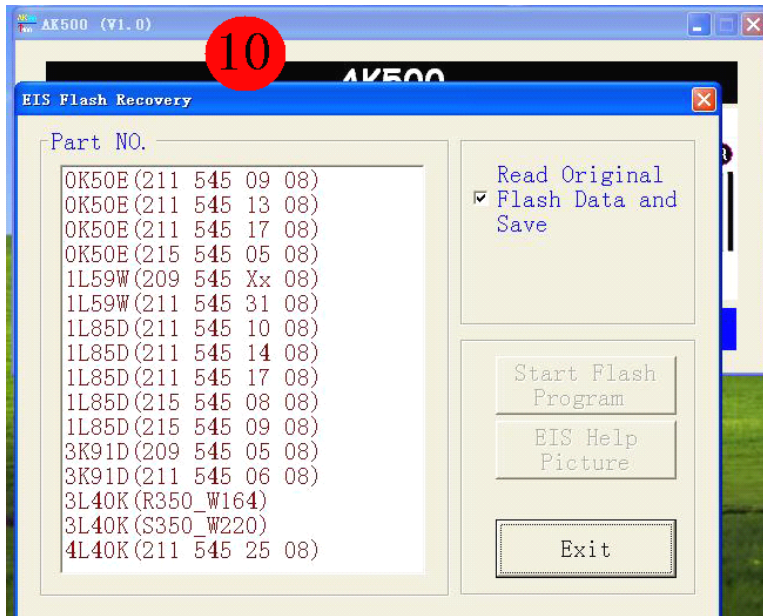 AK500 (V1.0)
10
AK500
EIS Flash Recovery
Part NO.
0K50E(211 545 09 08)
0K50E(211 545 13 08)
0K50E(211 545 17 08)
0K50E(215 545 05 08)
1L59W(209 545 Xx 08)
1L59W(211 545 31 08)
1L85D(211 545 10 08)
1L85D(211 545 14 08)
1L85D(211 545 17 08)
1L85D(215 545 08 08)
1L85D(215 545 09 08)
3K91D(209 545 05 08)
3K91D(211 545 06 08)
3L40K(R350_W164)
3L40K(S350_W220)
4L40K(211 545 25 08)
Read Original
Flash Data and
Save
Start Flash
Program
EIS Help
Picture
Exit